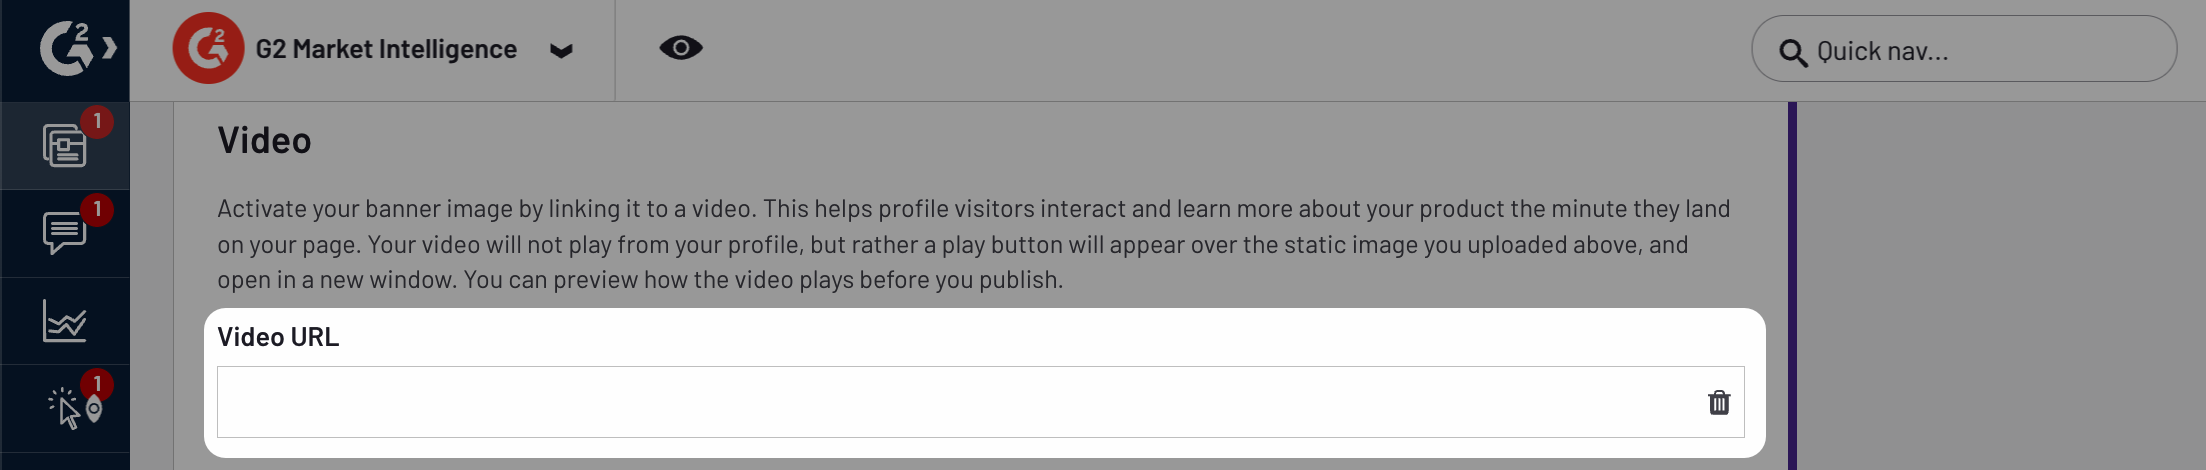 G2
G2 G2 Market Intelligence
Quick nav...
1
1
1
Video
Activate your banner image by linking it to a video. This helps profile visitors interact and learn more about your product the minute they land
on your page. Your video will not play from your profile, but rather a play button will appear over the static image you uploaded above, and
open in a new window. You can preview how the video plays before you publish.
Video URL